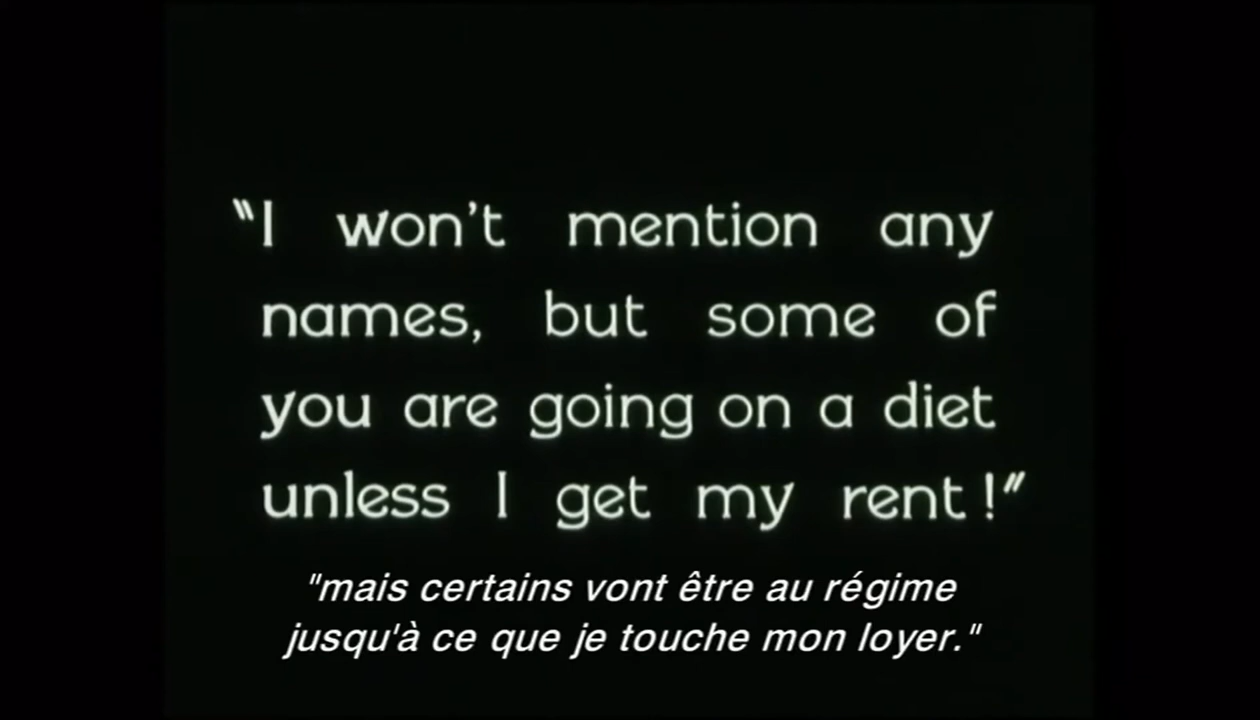 "I won't mention any
names, but some of
you are going on a diet
unless I get my rent!"
"mais certains vont être au régime
jusqu'à ce que je touche mon loyer."